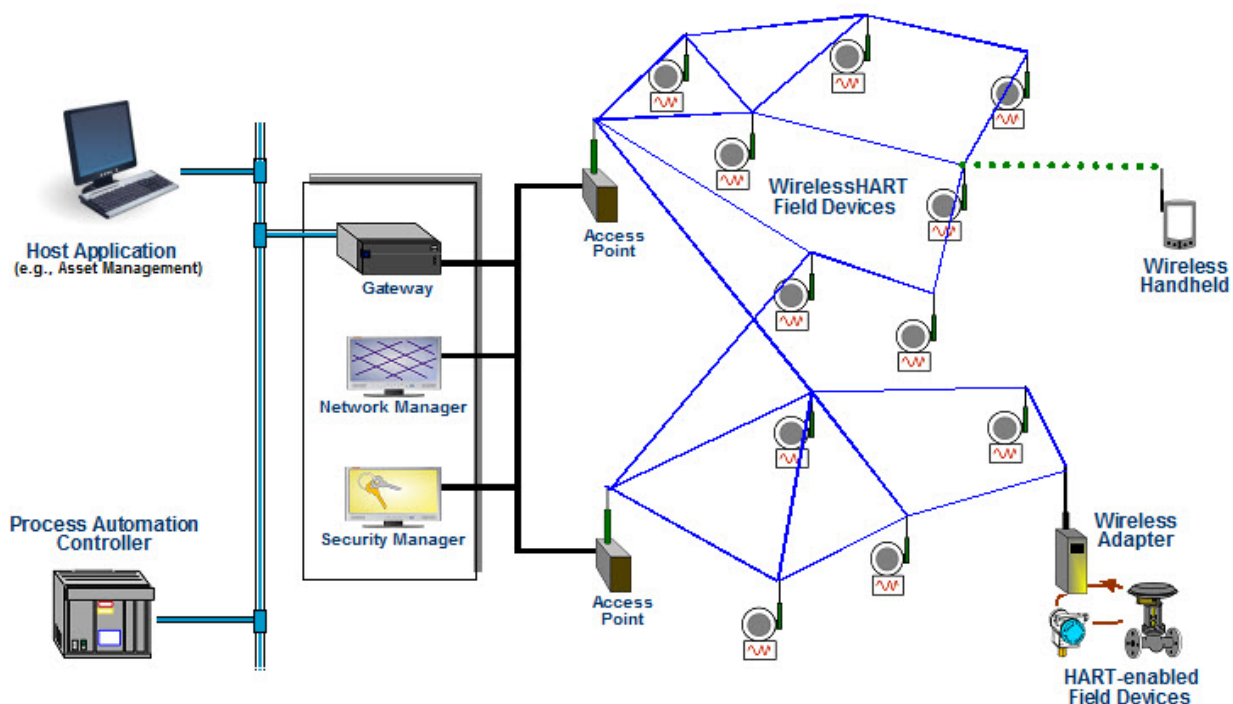 Host Application
(e.g., Asset Management)
Process Automation
Controller
Gateway
Network Manager
Security Manager
Access
Point
Access
Point
WirelessHART
Field Devices
Wireless
Handheld
Wireless
Adapter
HART-enabled
Field Devices